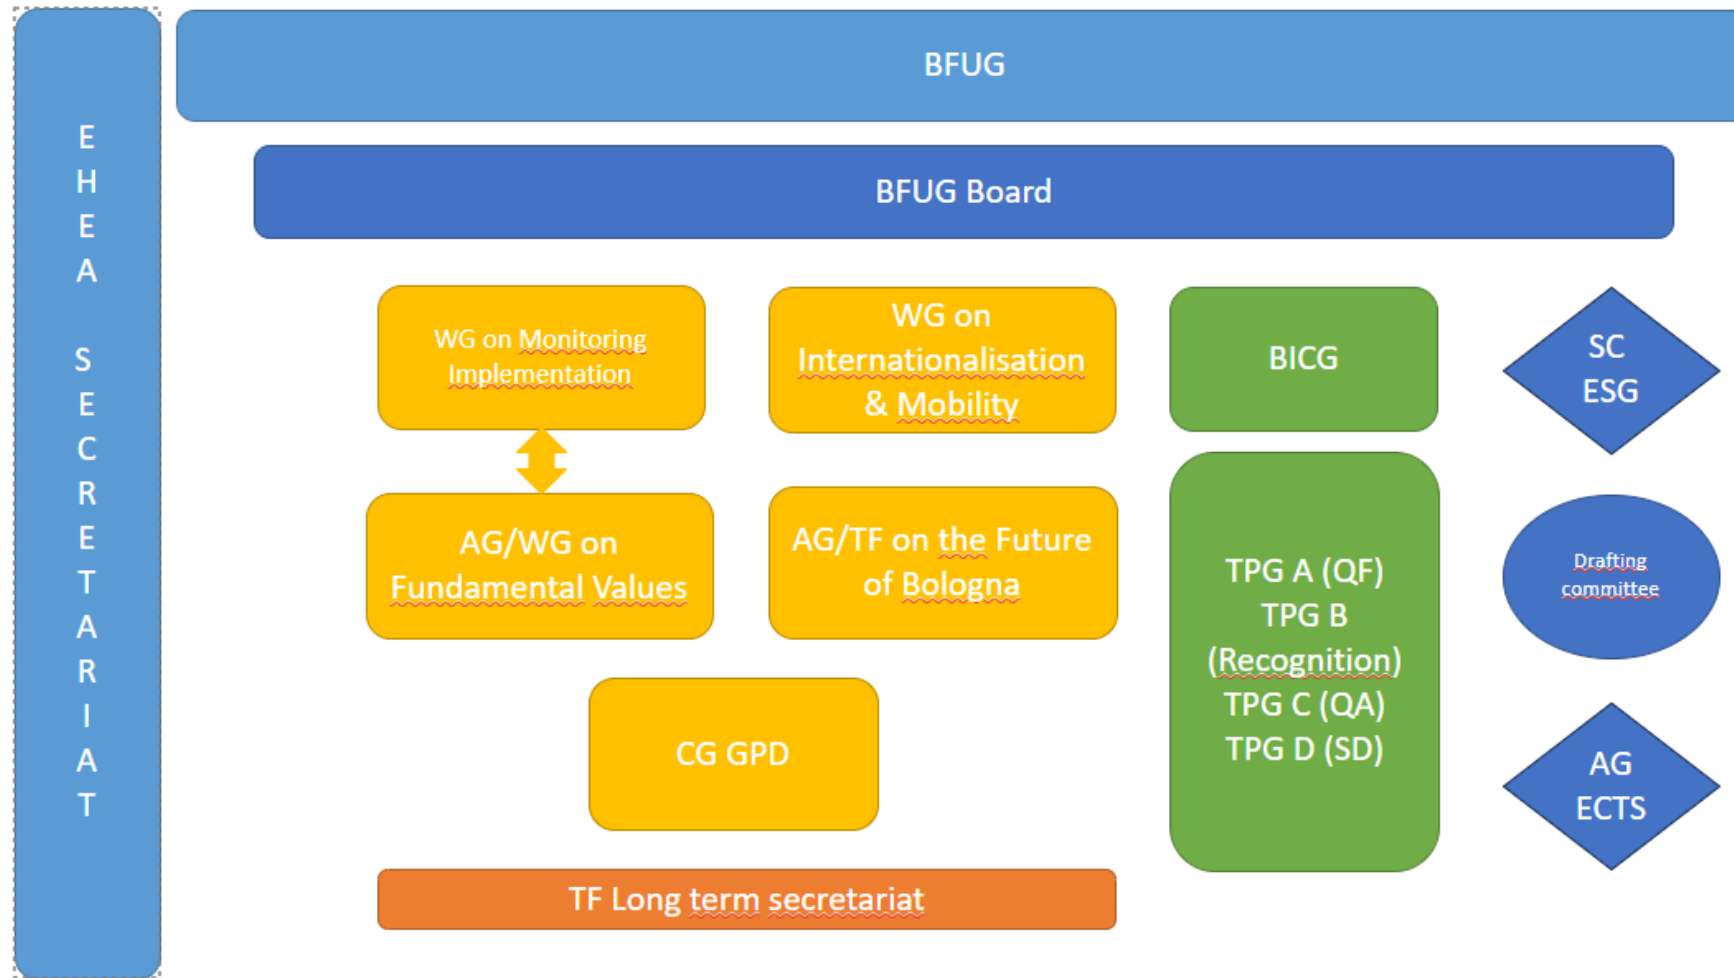 EHEA SECRETARIAT
BFUG
BFUG Board
WG on Monitoring
Implementation
WG on
Internationalisation
& Mobility
BICG
SC
ESG
AG/WG on
Fundamental Values
AG/TF on the Future
of Bologna
TPG A (QF)
TPG B
(Recognition)
TPG C (QA)
TPG D (SD)
Drafting
committee
CG GPD
AG
ECTS
TF Long term secretariat